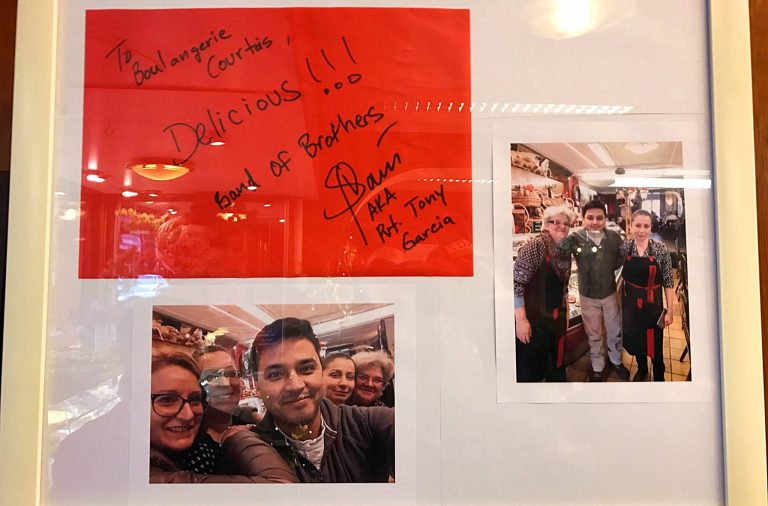 To
Boulangerie
Courtois,
Delicious!!!
Band of Brothers
AKA
Pvt. Tony
Garcia